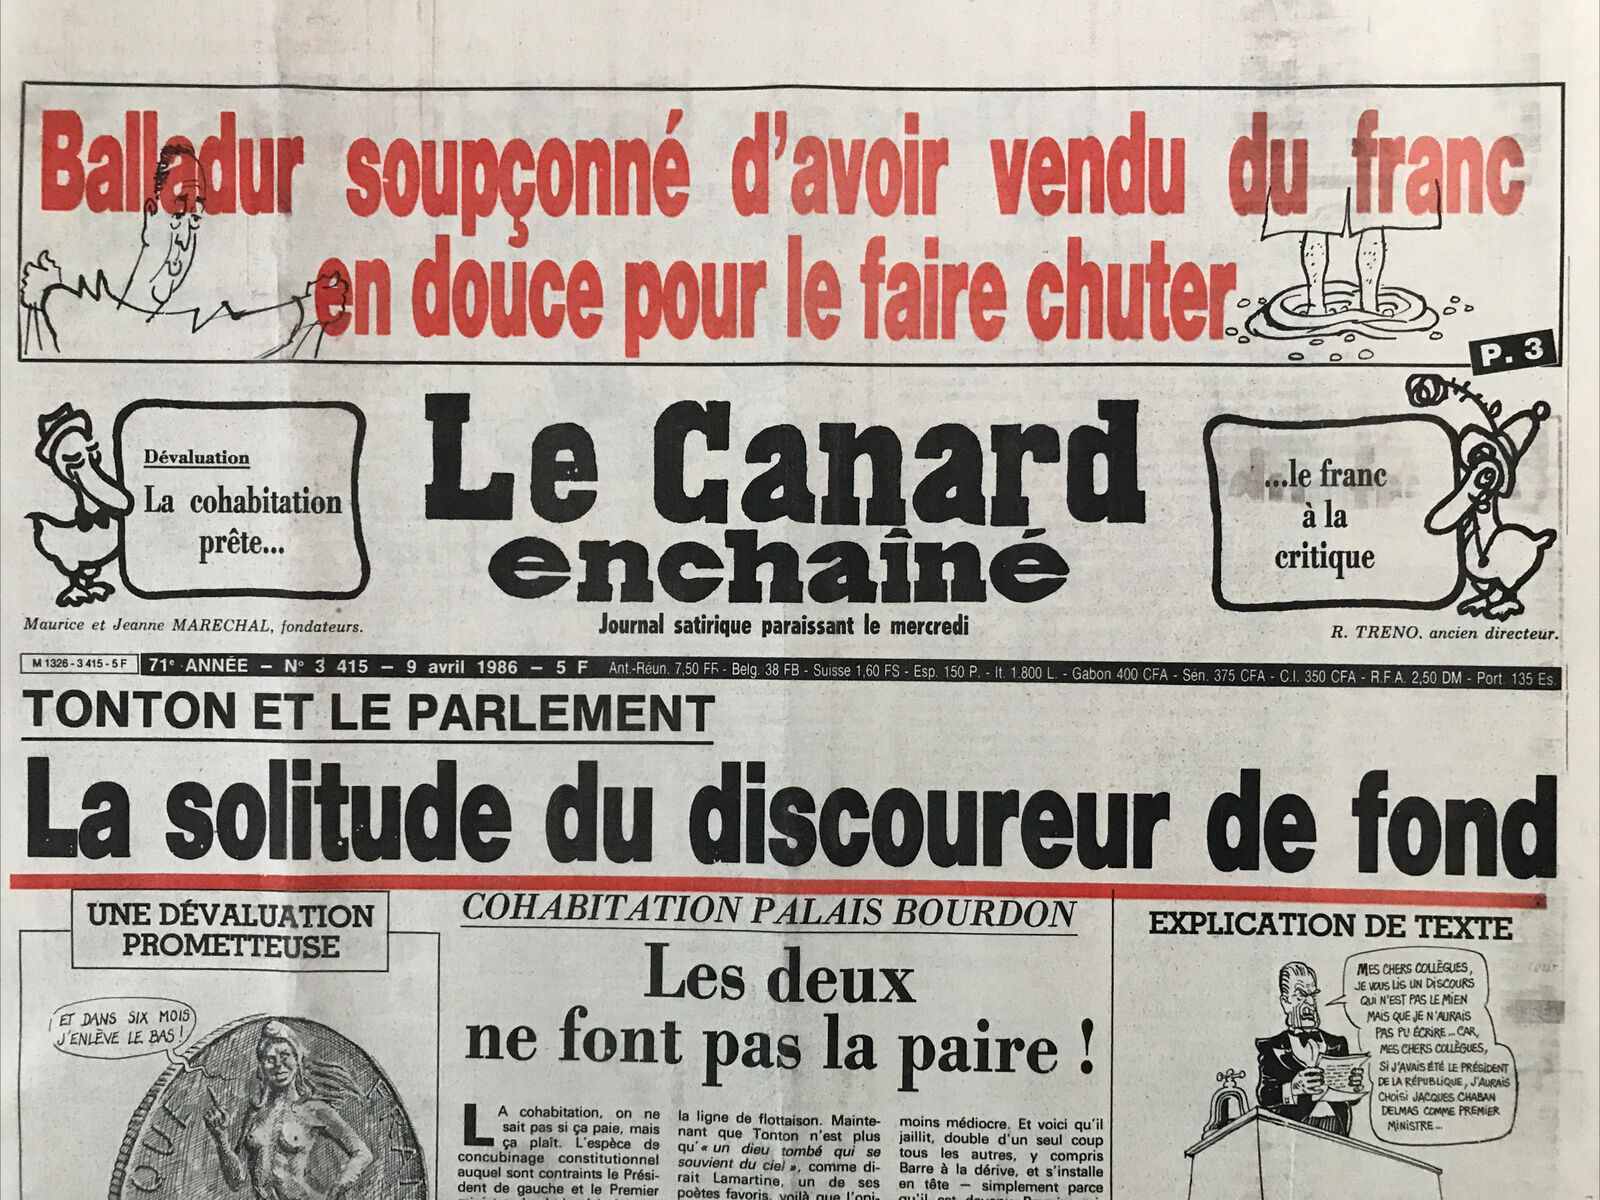 Balladur soupçonné d'avoir vendu du franc
en douce pour le faire chuter
P. 3
Dévaluation
La cohabitation
prête...
Le Canard
enchaîné
Journal satirique paraissant le mercredi
...le franc
à la
critique
Maurice et Jeanne MARECHAL, fondateurs.
R. TRENO. ancien directeur.
M 1326 - 3 415 - 5 F
71e ANNÉE – N° 3 415 – 9 avril 1986 – 5 F
Ant.-Réun. 7,50 FF - Belg. 38 FB - Suisse 1,60 FS - Esp. 150 P. - It. 1.800 L. - Gabon 400 CFA - Sén. 375 CFA - C.I. 350 CFA - R.F.A. 2,50 DM - Port. 135 Es.
TONTON ET LE PARLEMENT
La solitude du discoureur de fond
UNE DÉVALUATION
PROMETTEUSE
ET DANS SIX MOIS
J'ENLÈVE LE BAS !
COHABITATION PALAIS BOURDON
Les deux
ne font pas la paire !
LA cohabitation, on ne
sait pas si ça paie, mais
ça plaît. L'espèce de
concubinage constitutionnel
auquel sont contraints le Prési-
dent de gauche et le Premier
la ligne de flottaison. Mainte-
nant que Tonton n'est plus
qu'« un dieu tombé qui se
souvient du ciel », comme di-
rait Lamartine, un de ses
poètes favoris, voilà que l'opi-
moins médiocre. Et voici qu'il
jaillit, double d'un seul coup
tous les autres, y compris
Barre à la dérive, et s'installe
en tête — simplement parce
EXPLICATION DE TEXTE
MES CHERS COLLÈGUES,
JE VOUS LIS UN DISCOURS
QUI N'EST PAS LE MIEN
MAIS QUE JE N'AURAIS
PAS PU ÉCRIRE... CAR,
MES CHERS COLLÈGUES,
SI J'AVAIS ÉTÉ LE PRÉSIDENT
DE LA RÉPUBLIQUE, J'AURAIS
CHOISI JACQUES CHABAN
DELMAS COMME PREMIER
MINISTRE...